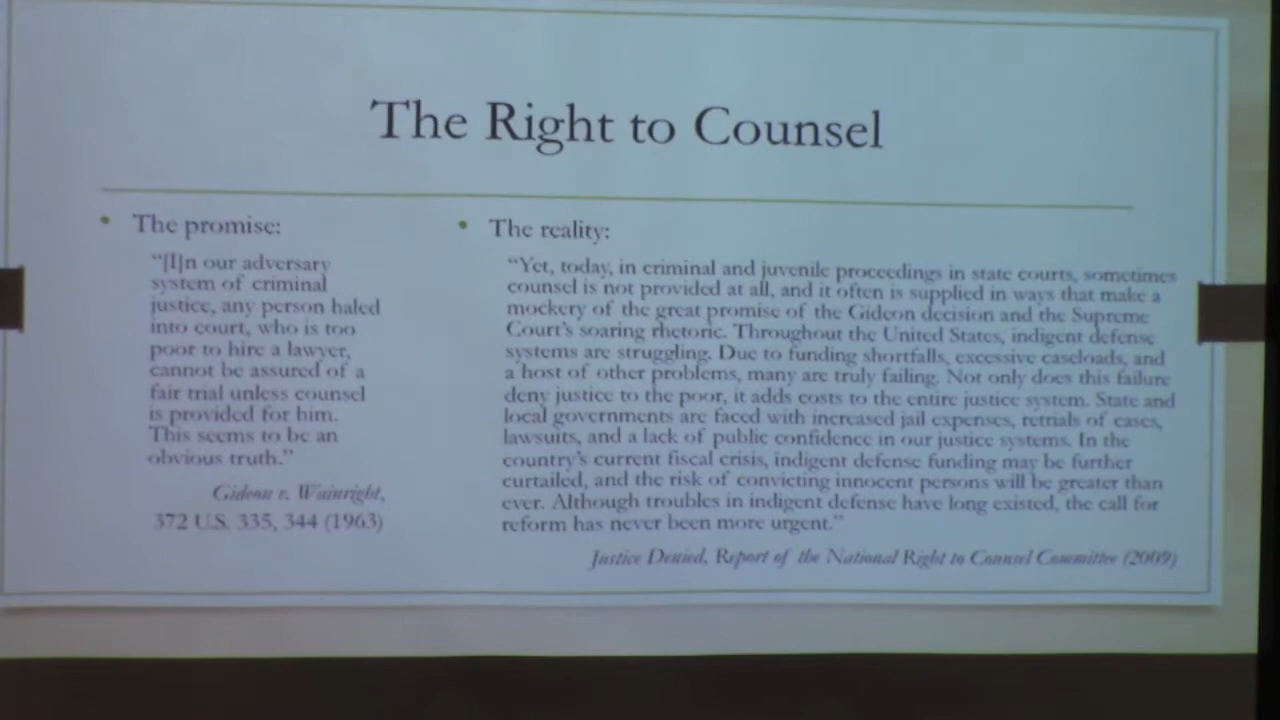 The Right to Counsel
• The promise:
"[I]n our adversary
system of criminal
justice, any person haled
into court, who is too
poor to hire a lawyer,
cannot be assured of a
fair trial unless counsel
is provided for him.
This seems to be an
obvious truth."
Gideon v. Wainright,
372 U.S. 335, 344 (1963)
• The reality:
"Yet, today, in criminal and juvenile proceedings in state courts, sometimes
counsel is not provided at all, and it often is supplied in ways that make a
mockery of the great promise of the Gideon decision and the Supreme
Court's soaring rhetoric. Throughout the United States, indigent defense
systems are struggling. Due to funding shortfalls, excessive caseloads, and
a host of other problems, many are truly failing. Not only does this failure
deny justice to the poor, it adds costs to the entire justice system. State and
local governments are faced with increased jail expenses, retrials of cases,
lawsuits, and a lack of public confidence in our justice systems. In the
country's current fiscal crisis, indigent defense funding may be further
curtailed, and the risk of convicting innocent persons will be greater than
ever. Although troubles in indigent defense have long existed, the call for
reform has never been more urgent."
Justice Denied, Report of the National Right to Counsel Committee (2009)